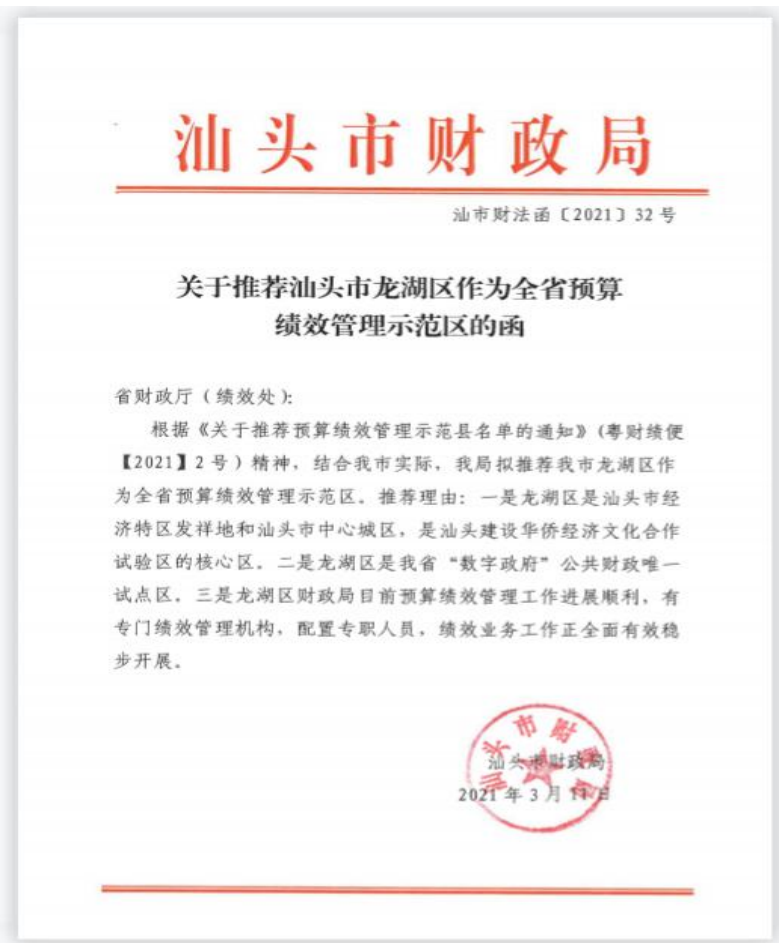 汕头市财政局
汕市财法函〔2021〕32号
关于推荐汕头市龙湖区作为全省预算
绩效管理示范区的函
省财政厅（绩效处）：
根据《关于推荐预算绩效管理示范县名单的通知》（粤财绩便
【2021】2号）精神，结合我市实际，我局拟推荐我市龙湖区作
为全省预算绩效管理示范区。推荐理由：一是龙湖区是汕头市经
济特区发祥地和汕头市中心城区，是汕头建设华侨经济文化合作
试验区的核心区。二是龙湖区是我省“数字政府”公共财政唯一
试点区。三是龙湖区财政局目前预算绩效管理工作进展顺利，有
专门绩效管理机构，配置专职人员，绩效业务工作正全面有效稳
步开展。
汕头市财政局
汕头市财政局
2021年3月11日